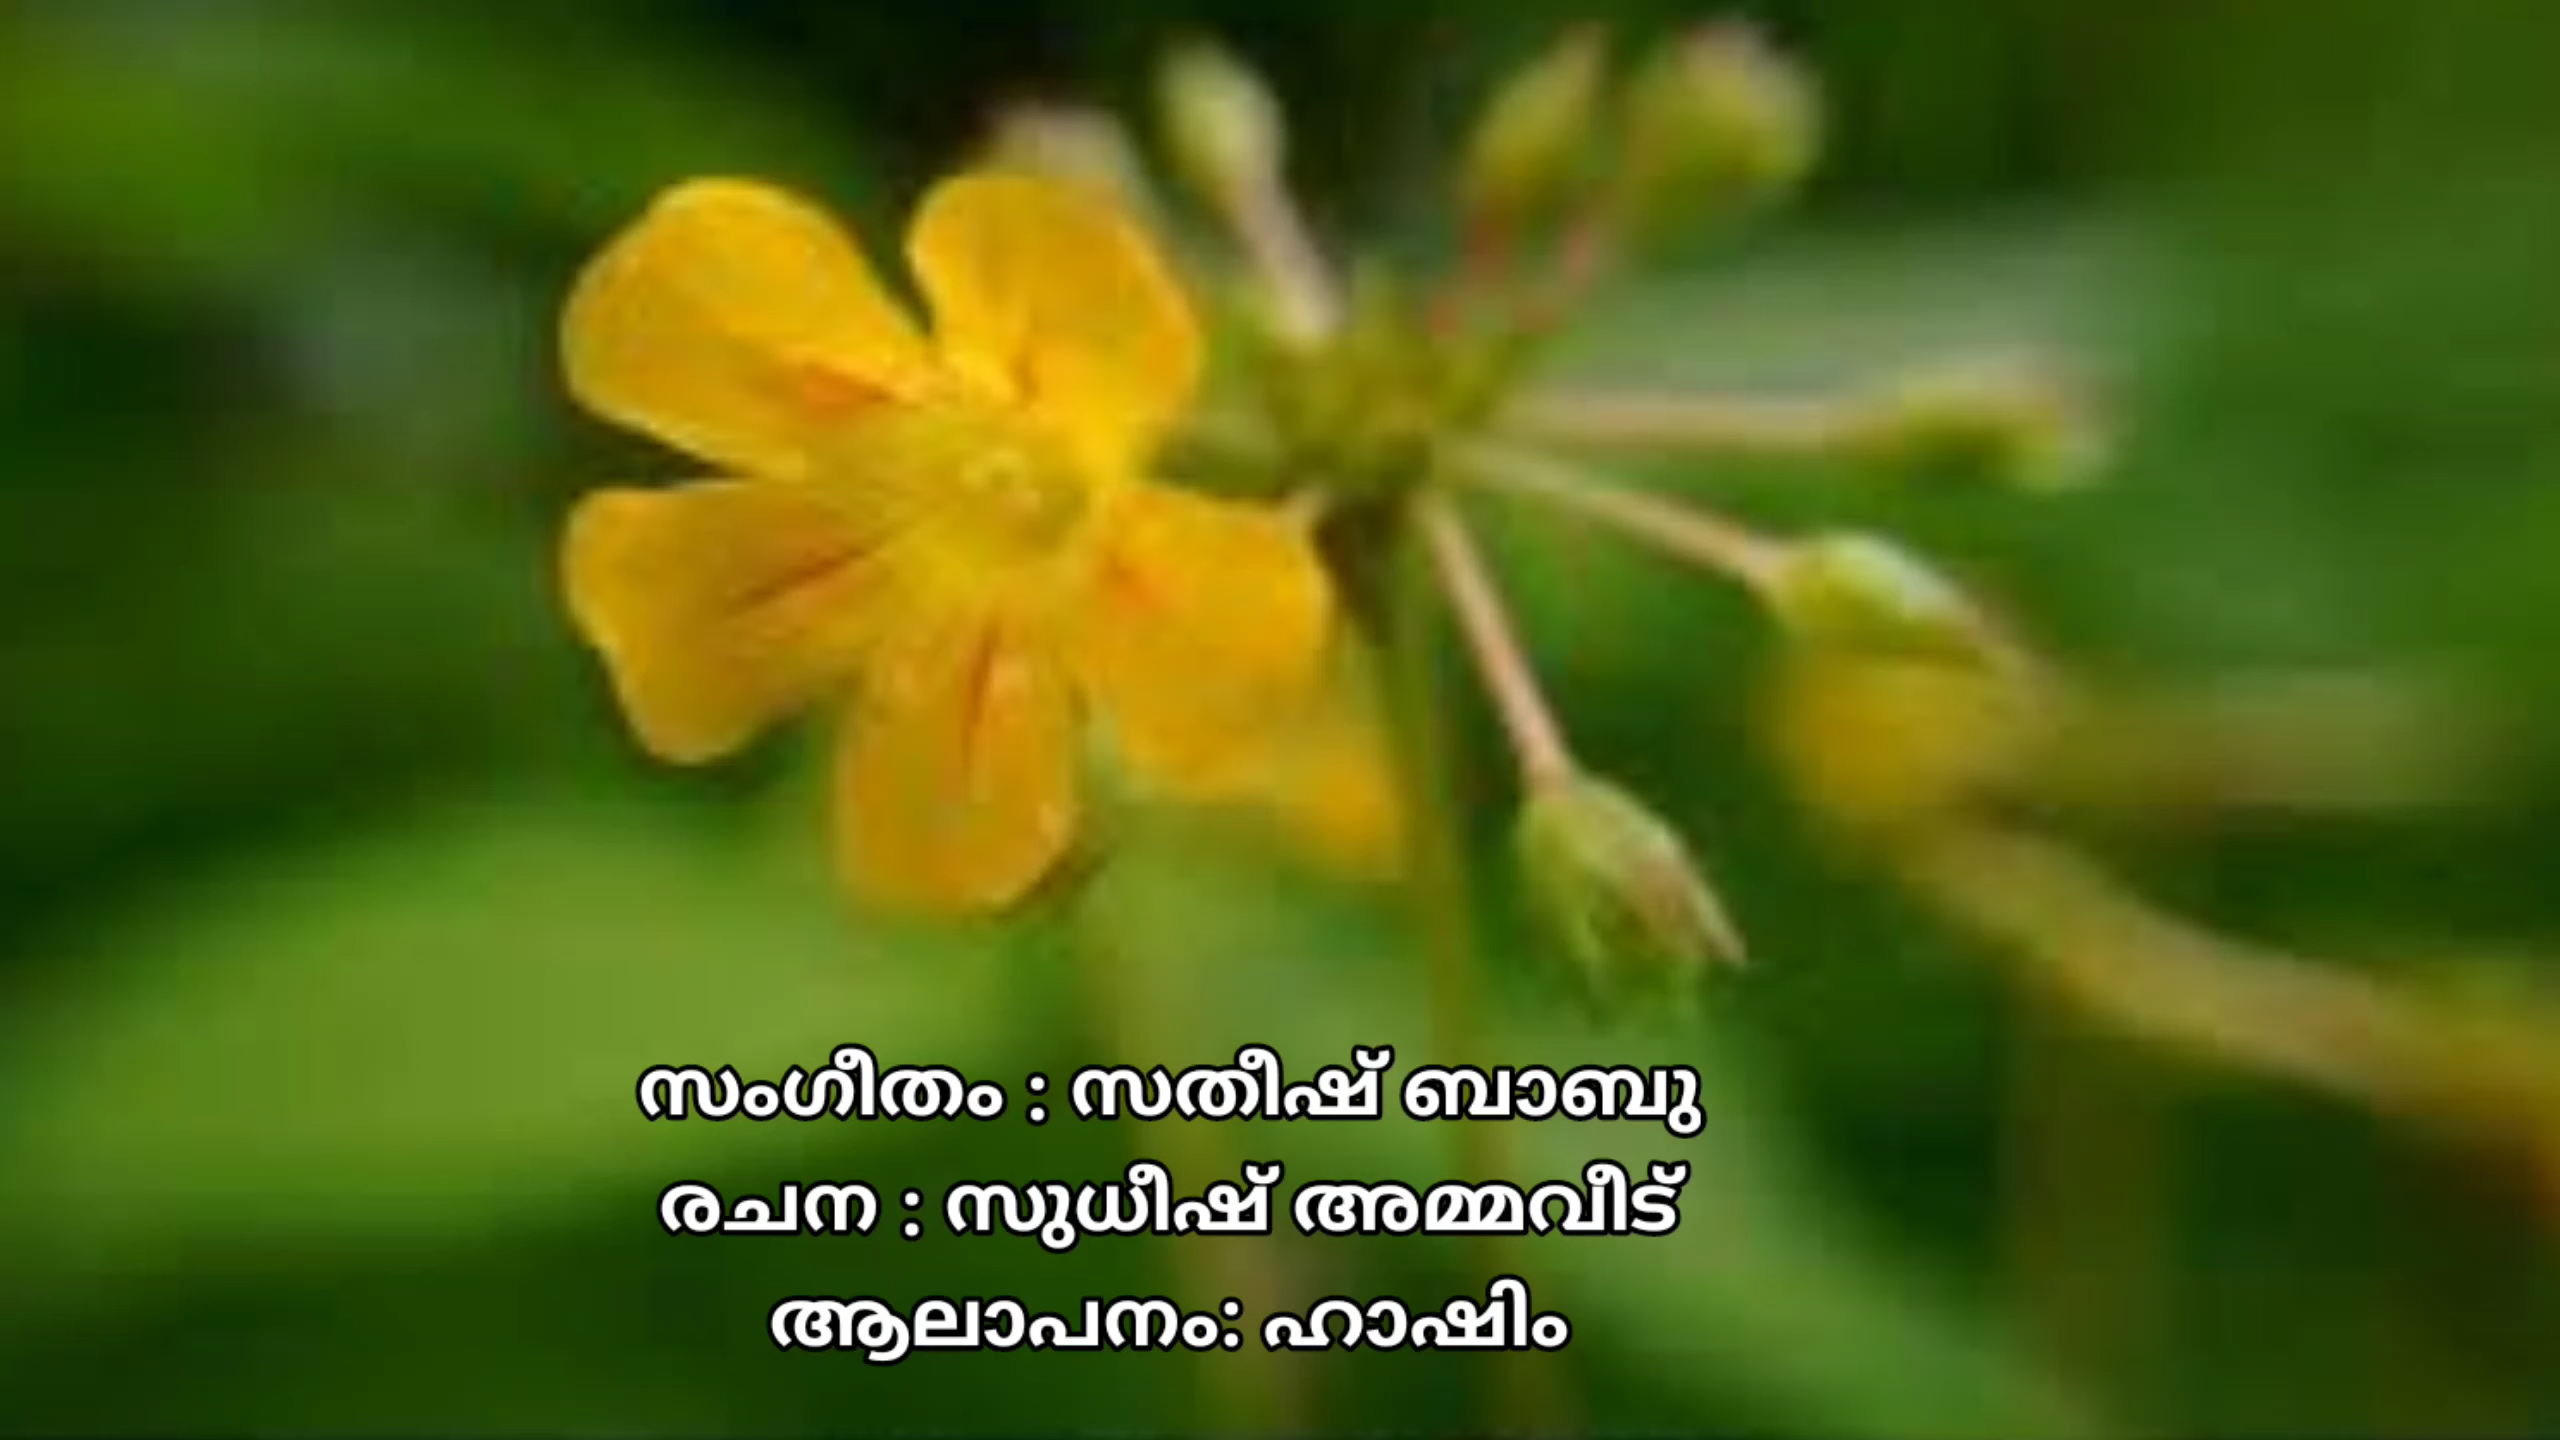 സംഗീതം : സതീഷ് ബാബു
രചന : സുധീഷ് അമ്മവീട്
ആലാപനം: ഹാഷിം